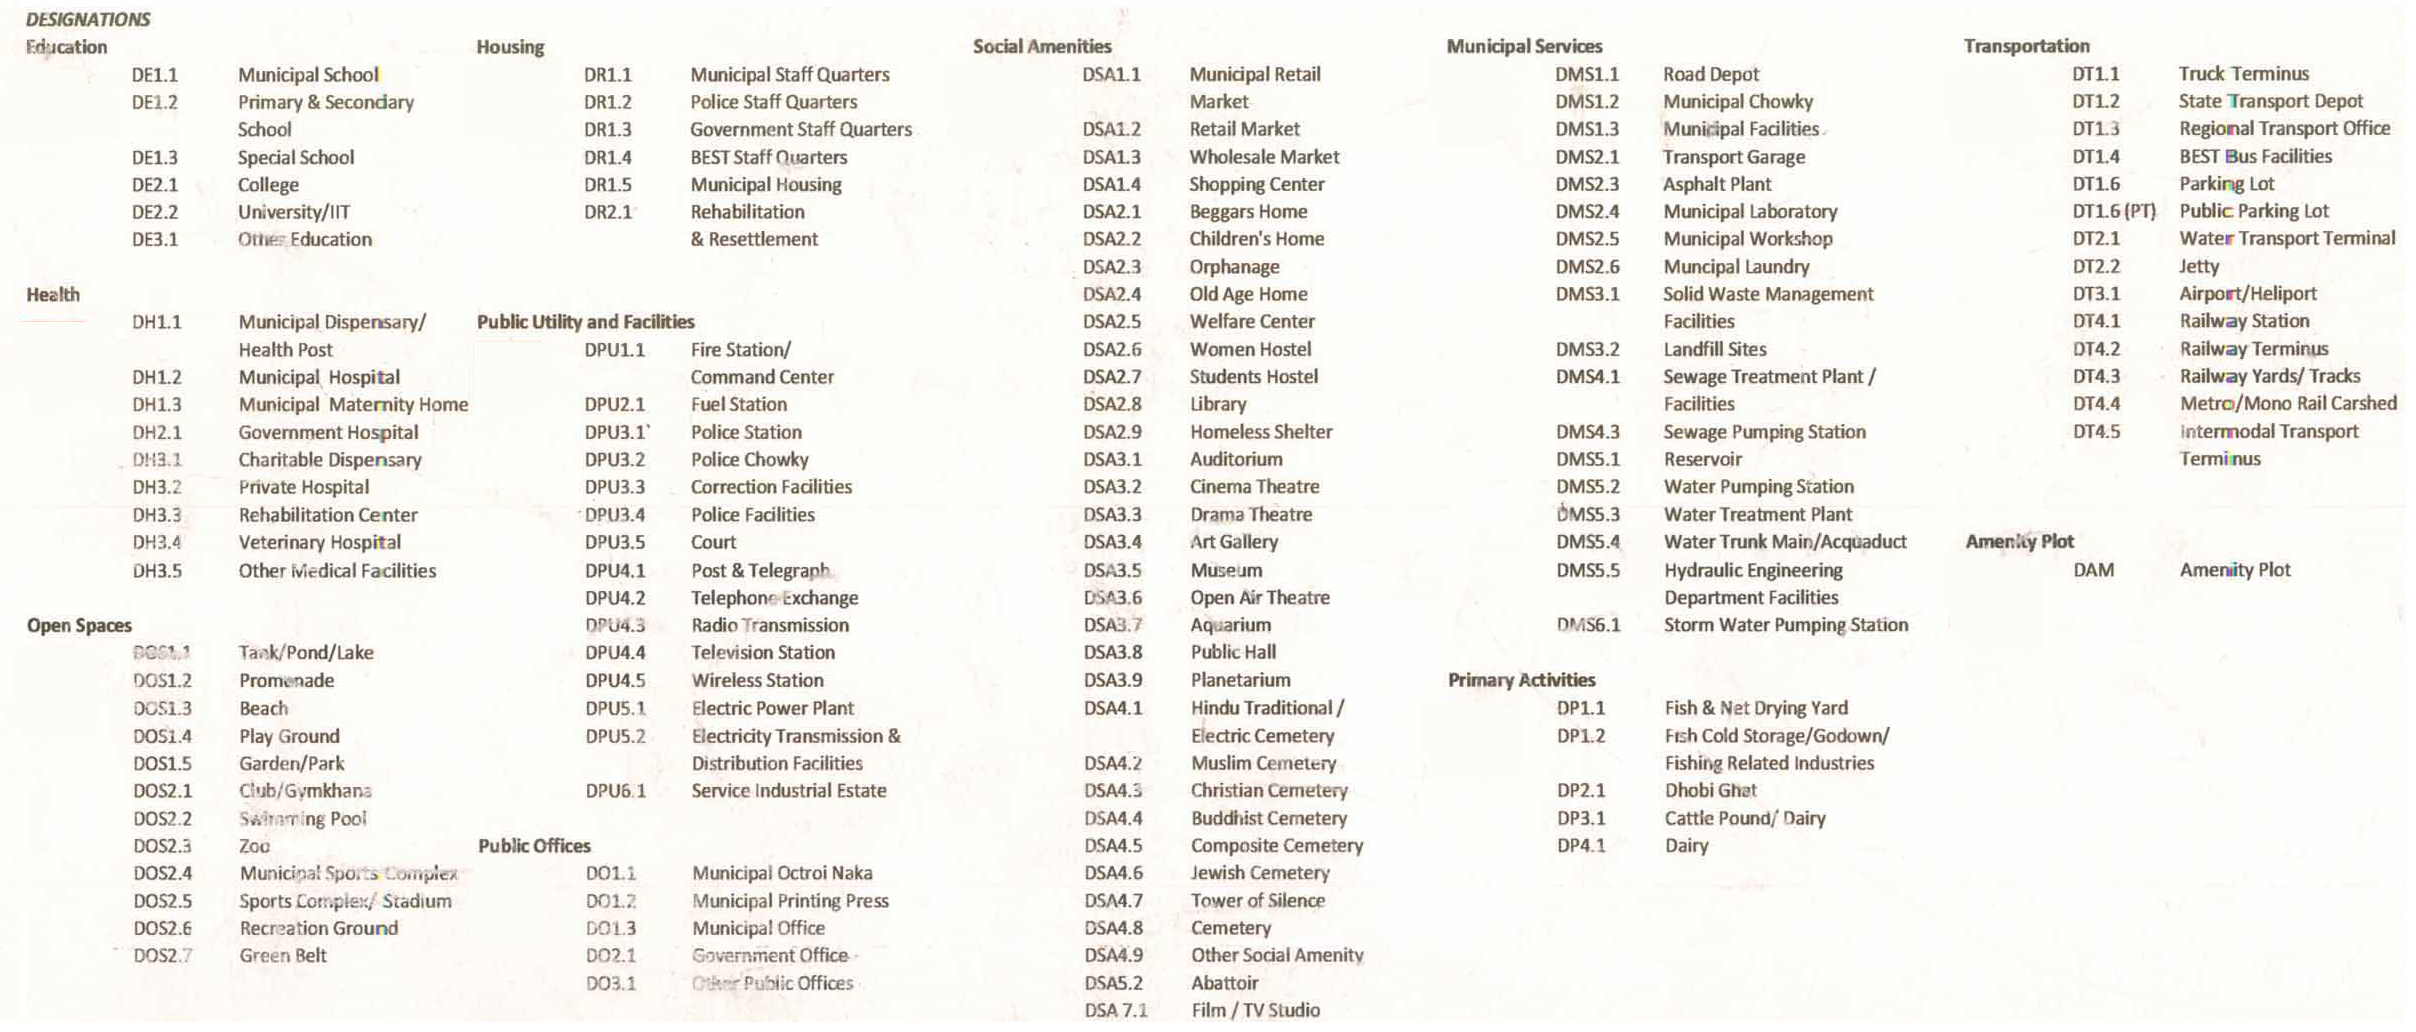 DESIGNATIONS
Education
DE1.1 Municipal School
DE1.2 Primary & Secondary
School
DE1.3 Special School
DE2.1 College
DE2.2 University/IIT
DE3.1 Other Education
Health
DH1.1 Municipal Dispensary/
Health Post
DH1.2 Municipal Hospital
DH1.3 Municipal Maternity Home
DH2.1 Government Hospital
DH3.1 Charitable Dispensary
DH3.2 Private Hospital
DH3.3 Rehabilitation Center
DH3.4 Veterinary Hospital
DH3.5 Other Medical Facilities
Open Spaces
DOS1.1 Tank/Pond/Lake
DOS1.2 Promenade
DOS1.3 Beach
DOS1.4 Play Ground
DOS1.5 Garden/Park
DOS2.1 Club/Gymkhana
DOS2.2 Swimming Pool
DOS2.3 Zoo
DOS2.4 Municipal Sports Complex
DOS2.5 Sports Complex/ Stadium
DOS2.6 Recreation Ground
DOS2.7 Green Belt
Housing
DR1.1 Municipal Staff Quarters
DR1.2 Police Staff Quarters
DR1.3 Government Staff Quarters
DR1.4 BEST Staff Quarters
DR1.5 Municipal Housing
DR2.1 Rehabilitation
& Resettlement
Public Utility and Facilities
DPU1.1 Fire Station/
Command Center
DPU2.1 Fuel Station
DPU3.1 Police Station
DPU3.2 Police Chowky
DPU3.3 Correction Facilities
DPU3.4 Police Facilities
DPU3.5 Court
DPU4.1 Post & Telegraph
DPU4.2 Telephone Exchange
DPU4.3 Radio Transmission
DPU4.4 Television Station
DPU4.5 Wireless Station
DPU5.1 Electric Power Plant
DPU5.2 Electricity Transmission &
Distribution Facilities
DPU6.1 Service Industrial Estate
Public Offices
DO1.1 Municipal Octroi Naka
DO1.2 Municipal Printing Press
DO1.3 Municipal Office
DO2.1 Government Office
DO3.1 Other Public Offices
Social Amenities
DSA1.1 Municipal Retail
Market
DSA1.2 Retail Market
DSA1.3 Wholesale Market
DSA1.4 Shopping Center
DSA2.1 Beggars Home
DSA2.2 Children's Home
DSA2.3 Orphanage
DSA2.4 Old Age Home
DSA2.5 Welfare Center
DSA2.6 Women Hostel
DSA2.7 Students Hostel
DSA2.8 Library
DSA2.9 Homeless Shelter
DSA3.1 Auditorium
DSA3.2 Cinema Theatre
DSA3.3 Drama Theatre
DSA3.4 Art Gallery
DSA3.5 Museum
DSA3.6 Open Air Theatre
DSA3.7 Aquarium
DSA3.8 Public Hall
DSA3.9 Planetarium
DSA4.1 Hindu Traditional /
Electric Cemetery
DSA4.2 Muslim Cemetery
DSA4.3 Christian Cemetery
DSA4.4 Buddhist Cemetery
DSA4.5 Composite Cemetery
DSA4.6 Jewish Cemetery
DSA4.7 Tower of Silence
DSA4.8 Cemetery
DSA4.9 Other Social Amenity
DSA5.2 Abattoir
DSA 7.1 Film / TV Studio
Municipal Services
DMS1.1 Road Depot
DMS1.2 Municipal Chowky
DMS1.3 Municipal Facilities
DMS2.1 Transport Garage
DMS2.3 Asphalt Plant
DMS2.4 Municipal Laboratory
DMS2.5 Municipal Workshop
DMS2.6 Muncipal Laundry
DMS3.1 Solid Waste Management
Facilities
DMS3.2 Landfill Sites
DMS4.1 Sewage Treatment Plant /
Facilities
DMS4.3 Sewage Pumping Station
DMS5.1 Reservoir
DMS5.2 Water Pumping Station
DMS5.3 Water Treatment Plant
DMS5.4 Water Trunk Main/Acquaduct
DMS5.5 Hydraulic Engineering
Department Facilities
DMS6.1 Storm Water Pumping Station
Primary Activities
DP1.1 Fish & Net Drying Yard
DP1.2 Fish Cold Storage/Godown/
Fishing Related Industries
DP2.1 Dhobi Ghat
DP3.1 Cattle Pound/ Dairy
DP4.1 Dairy
Transportation
DT1.1 Truck Terminus
DT1.2 State Transport Depot
DT1.3 Regional Transport Office
DT1.4 BEST Bus Facilities
DT1.6 Parking Lot
DT1.6 (PT) Public Parking Lot
DT2.1 Water Transport Terminal
DT2.2 Jetty
DT3.1 Airport/Heliport
DT4.1 Railway Station
DT4.2 Railway Terminus
DT4.3 Railway Yards/ Tracks
DT4.4 Metro/Mono Rail Carshed
DT4.5 Intermodal Transport
Terminus
Amenity Plot
DAM Amenity Plot